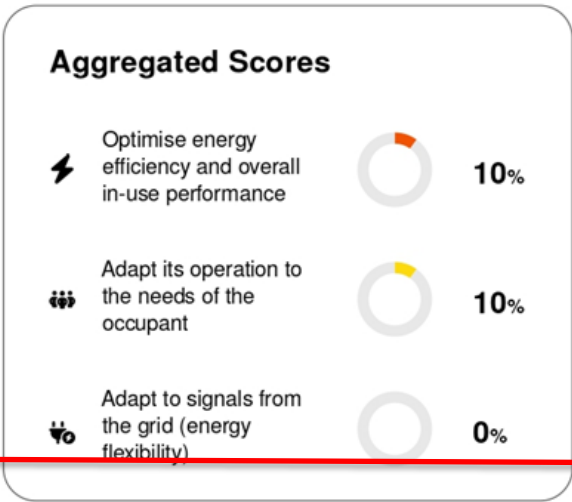 Aggregated Scores
Optimise energy
efficiency and overall
in-use performance
10%
Adapt its operation to
the needs of the
occupant
10%
Adapt to signals from
the grid (energy
flexibility)
0%